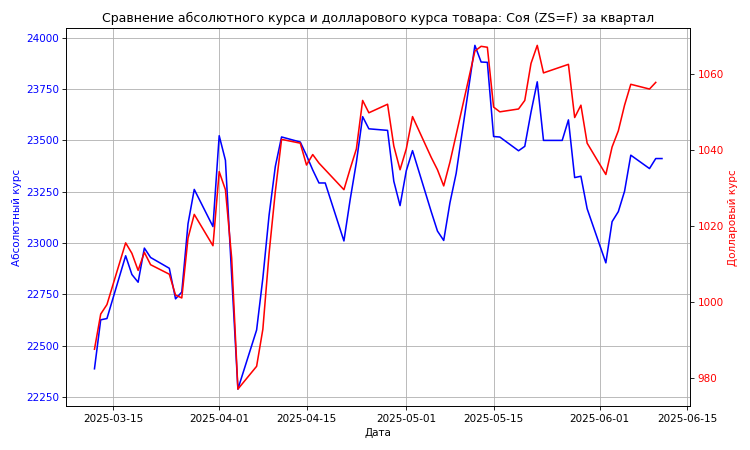 Сравнение абсолютного курса и долларового курса товара: Соя (ZS=F) за квартал
24000
23750
23500
23250
23000
22750
22500
22250
Абсолютный курс
1060
1040
1020
1000
980
Долларовый курс
2025-03-15 2025-04-01 2025-04-15 2025-05-01 2025-05-15 2025-06-01 2025-06-15
Дата